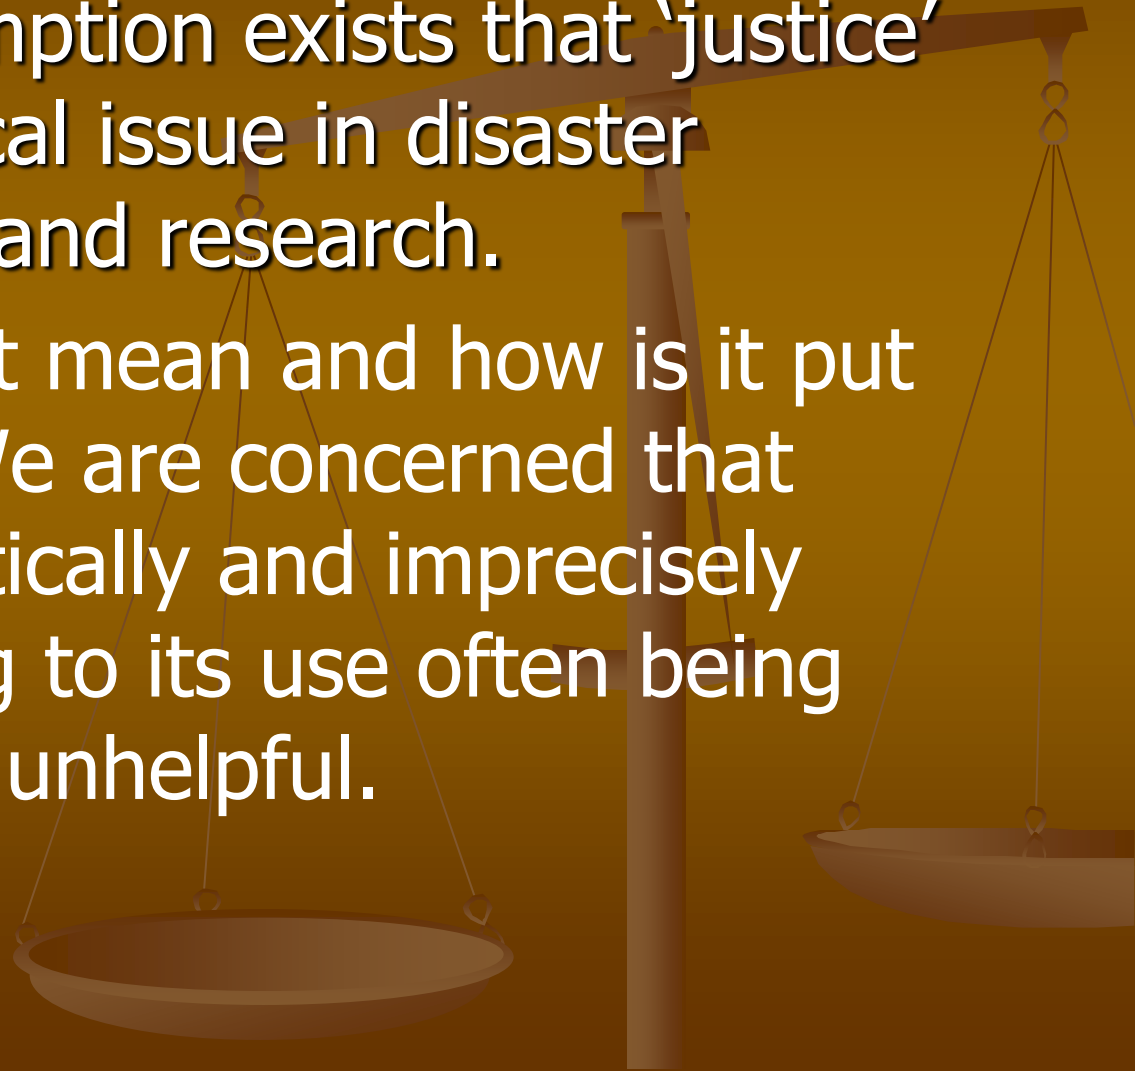 mption exists that ‘justice’
cal issue in disaster
and research.
t mean and how is it put
We are concerned that
tically and imprecisely
g to its use often being
unhelpful.